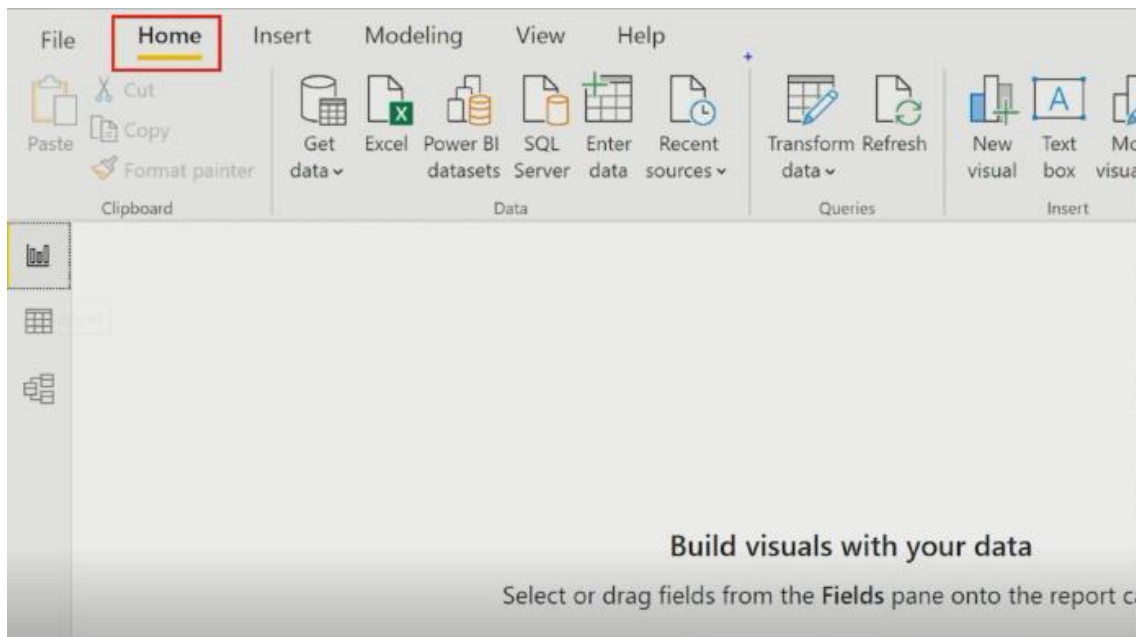 File Home Insert Modeling View Help
Paste
Cut
Copy
Format painter
Clipboard
Get data
Excel
Power BI datasets
SQL Server
Enter data
Recent sources
Data
Transform data
Refresh
Queries
New visual
Text box
Insert
Build visuals with your data
Select or drag fields from the Fields pane onto the report